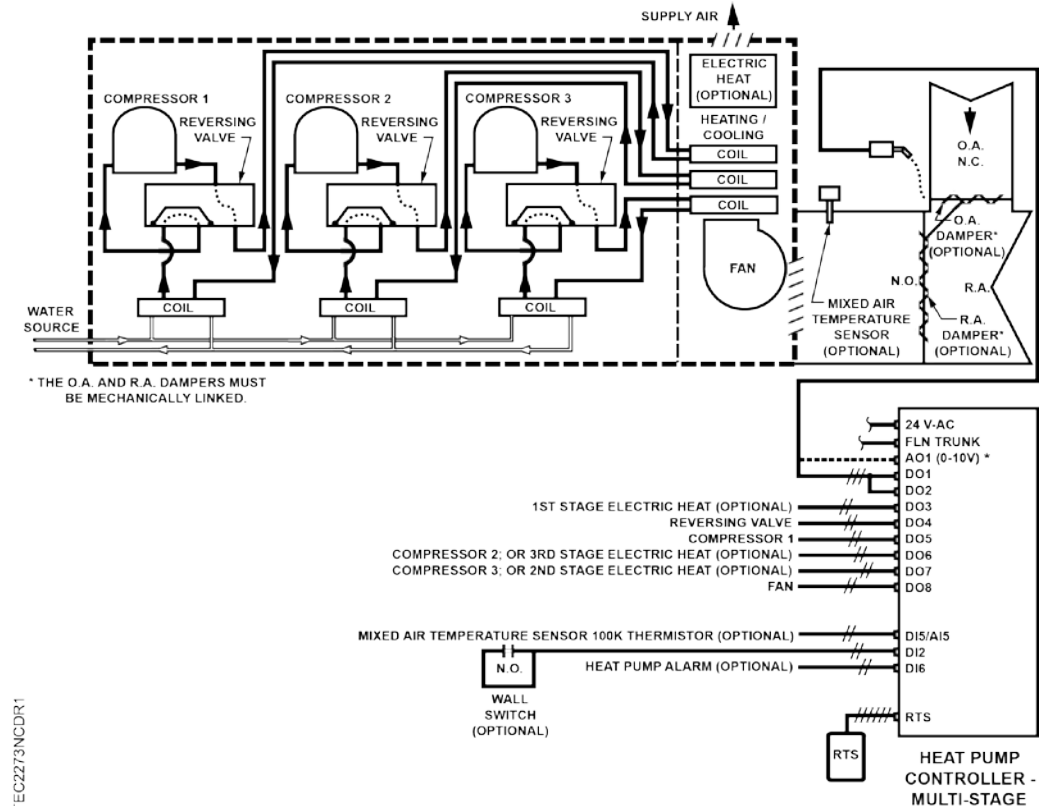 SUPPLY AIR
ELECTRIC
HEAT
(OPTIONAL)
HEATING /
COOLING
COIL
COIL
COIL
FAN
COMPRESSOR 1
REVERSING
VALVE
COMPRESSOR 2
REVERSING
VALVE
COMPRESSOR 3
REVERSING
VALVE
COIL
COIL
COIL
WATER
SOURCE
* THE O.A. AND R.A. DAMPERS MUST
BE MECHANICALLY LINKED.
O.A.
N.C.
O.A.
DAMPER*
(OPTIONAL)
N.O.
R.A.
MIXED AIR
TEMPERATURE
SENSOR
(OPTIONAL)
R.A.
DAMPER*
(OPTIONAL)
24 V-AC
FLN TRUNK
AO1 (0-10V) *
DO1
DO2
1ST STAGE ELECTRIC HEAT (OPTIONAL) DO3
REVERSING VALVE DO4
COMPRESSOR 1 DO5
COMPRESSOR 2; OR 3RD STAGE ELECTRIC HEAT (OPTIONAL) DO6
COMPRESSOR 3; OR 2ND STAGE ELECTRIC HEAT (OPTIONAL) DO7
FAN DO8
MIXED AIR TEMPERATURE SENSOR 100K THERMISTOR (OPTIONAL) DI5/AI5
DI2
HEAT PUMP ALARM (OPTIONAL) DI6
N.O.
WALL
SWITCH
(OPTIONAL)
RTS
RTS
HEAT PUMP
CONTROLLER -
MULTI-STAGE
TEC2273NCDR1